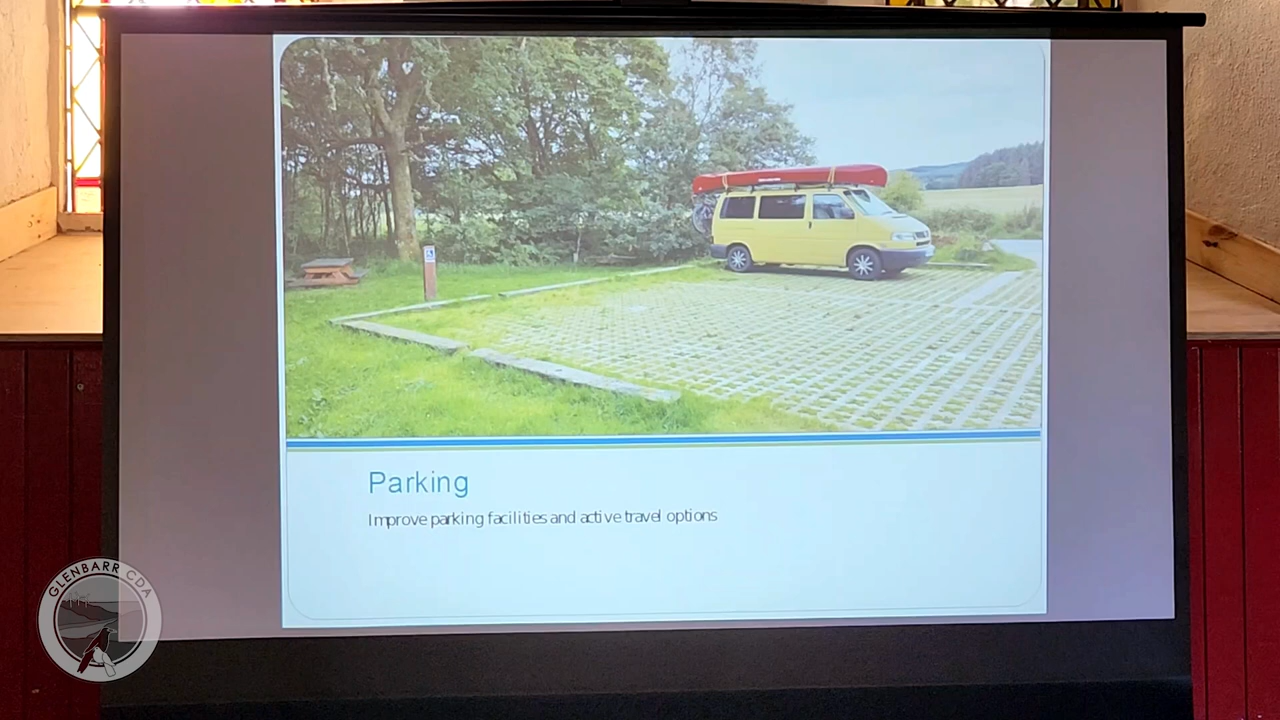 Parking
Improve parking facilities and active travel options
GLENBARR CDA